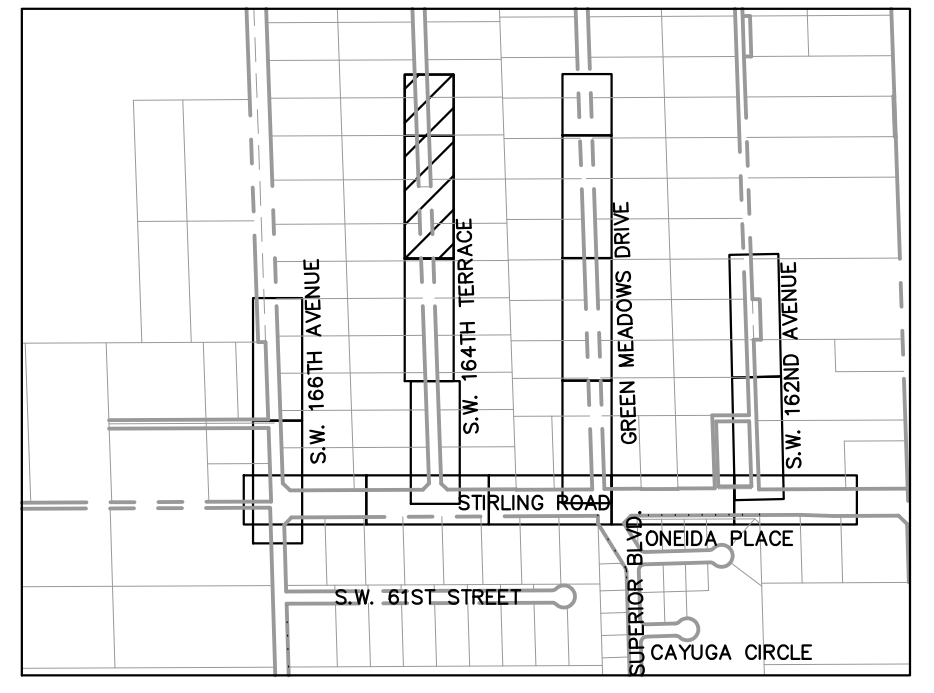 S.W. 166TH AVENUE
S.W. 164TH TERRACE
GREEN MEADOWS DRIVE
S.W. 162ND AVENUE
STIRLING ROAD
SUPERIOR BLVD.
ONEIDA PLACE
S.W. 61ST STREET
CAYUGA CIRCLE